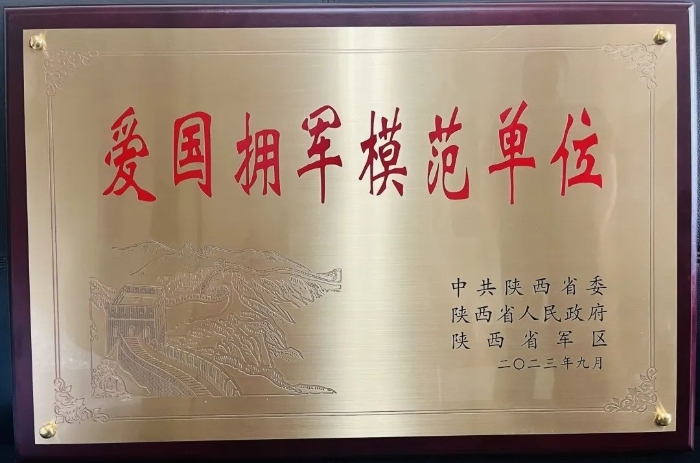 爱国拥军模范单位
中共陕西省委
陕西省人民政府
陕西省军区
二〇二三年九月